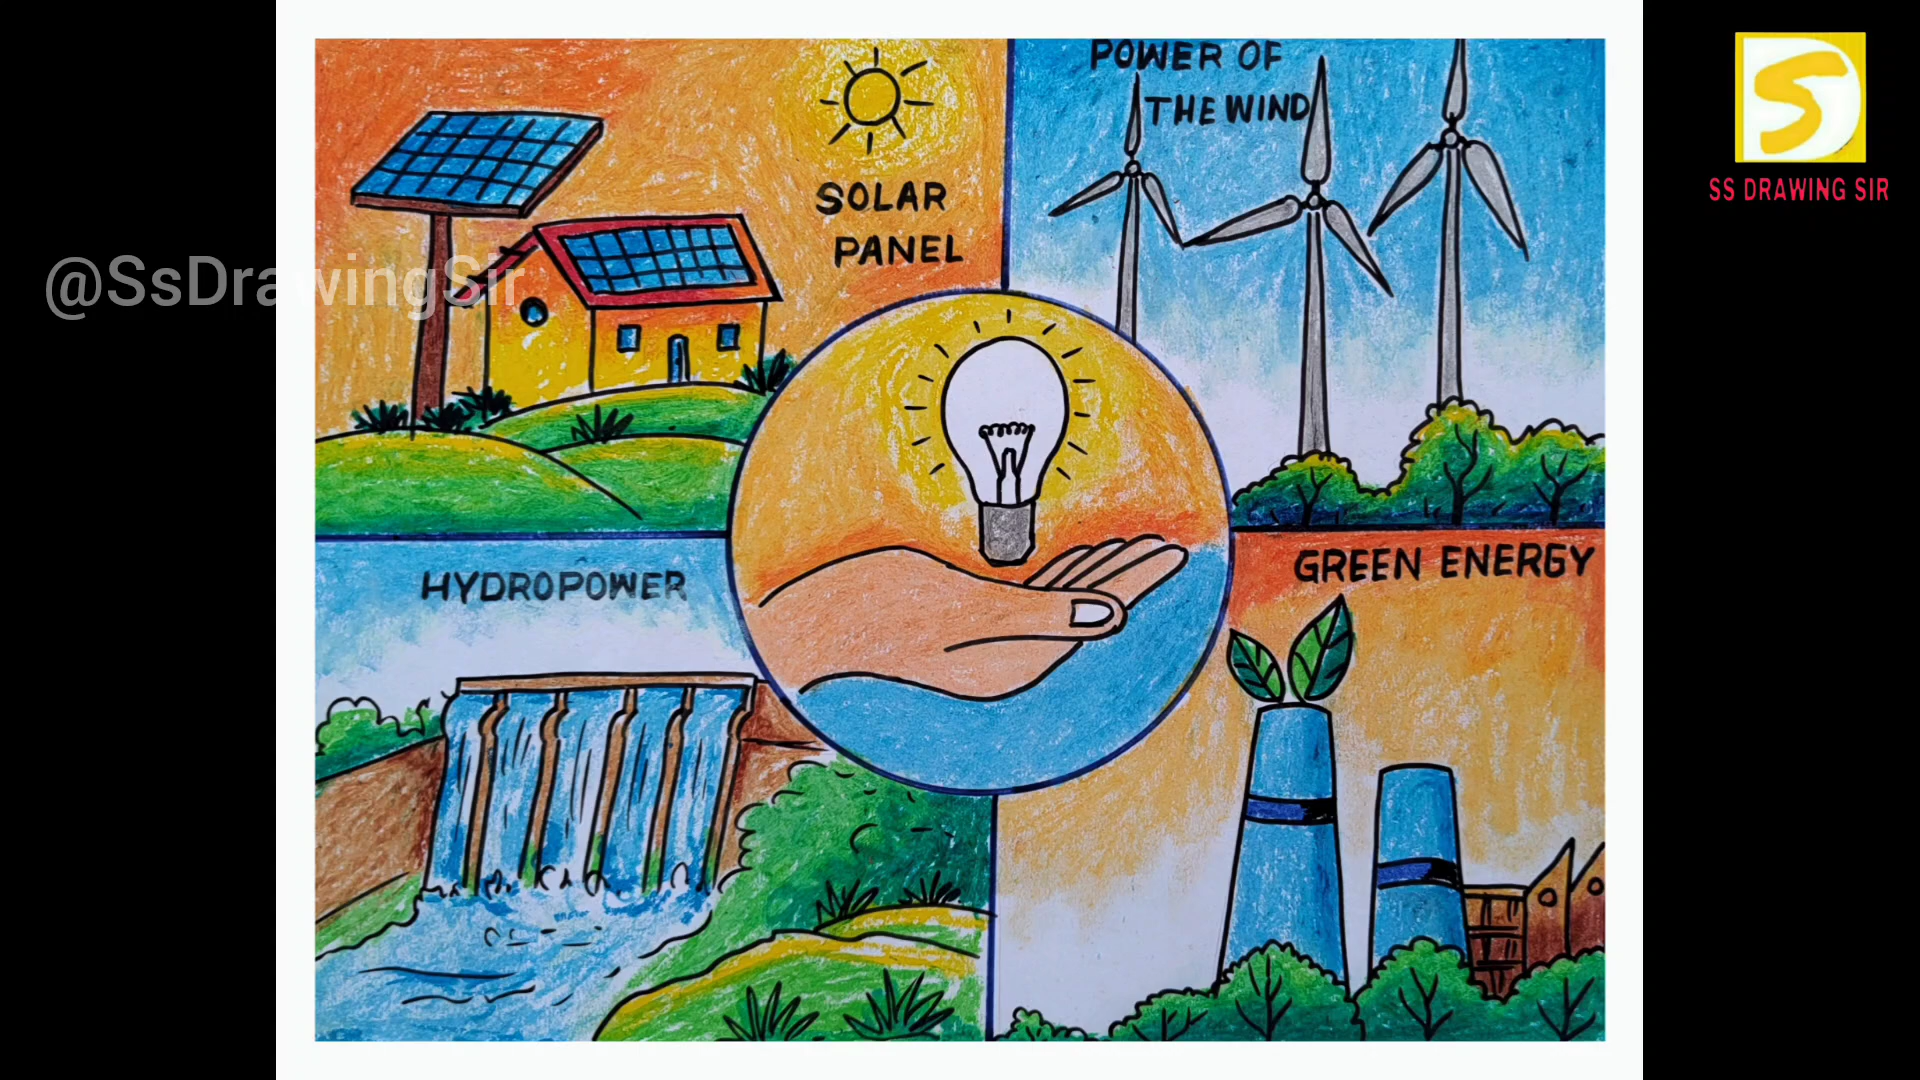 POWER OF
THE WIND
SOLAR
PANEL
SS DRAWING SIR
@SsDrawingSir
HYDROPOWER
GREEN ENERGY